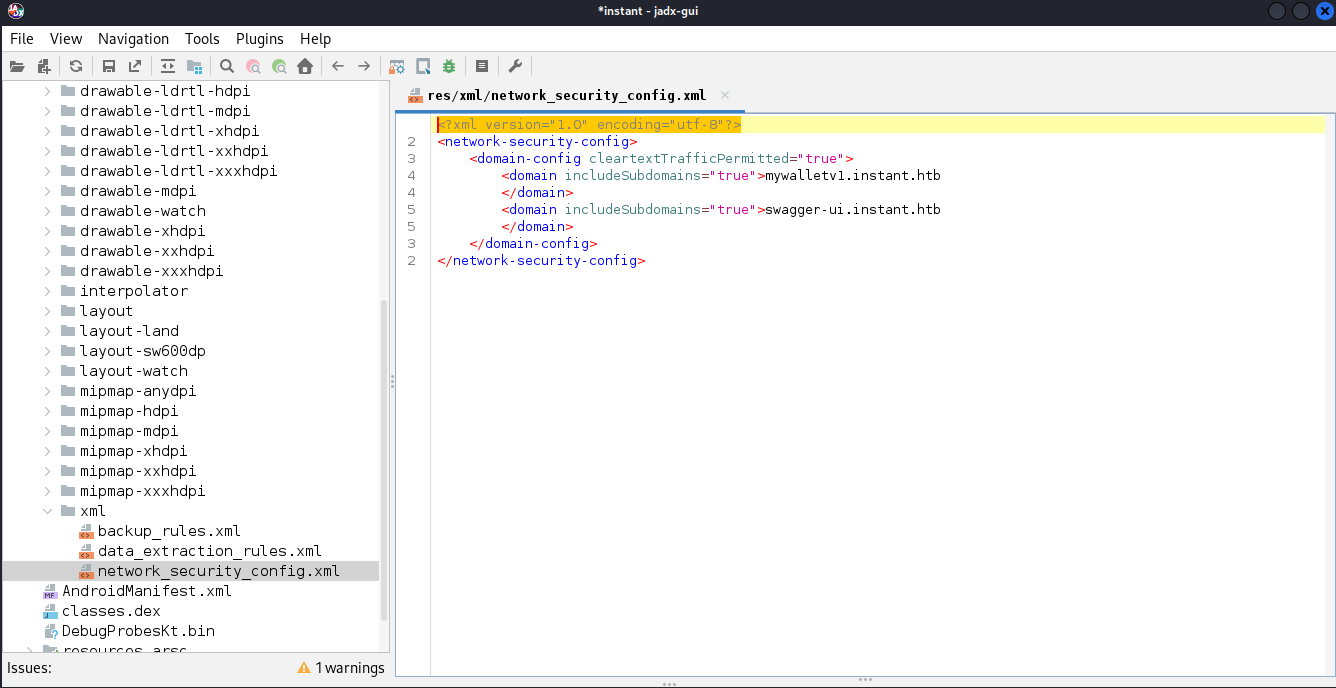 *instant - jadx-gui
File View Navigation Tools Plugins Help
drawable-ldrtl-hdpi
drawable-ldrtl-mdpi
drawable-ldrtl-xhdpi
drawable-ldrtl-xxhdpi
drawable-ldrtl-xxxhdpi
drawable-mdpi
drawable-watch
drawable-xhdpi
drawable-xxhdpi
drawable-xxxhdpi
interpolator
layout
layout-land
layout-sw600dp
layout-watch
mipmap-anydpi
mipmap-hdpi
mipmap-mdpi
mipmap-xhdpi
mipmap-xxhdpi
mipmap-xxxhdpi
xml
backup_rules.xml
data_extraction_rules.xml
network_security_config.xml
AndroidManifest.xml
classes.dex
DebugProbesKt.bin
resources.arsc
Issues: 1 warnings
res/xml/network_security_config.xml
<?xml version="1.0" encoding="utf-8"?>
2 <network-security-config>
3 <domain-config cleartextTrafficPermitted="true">
4 <domain includeSubdomains="true">mywalletv1.instant.htb
4 </domain>
5 <domain includeSubdomains="true">swagger-ui.instant.htb
5 </domain>
3 </domain-config>
2 </network-security-config>